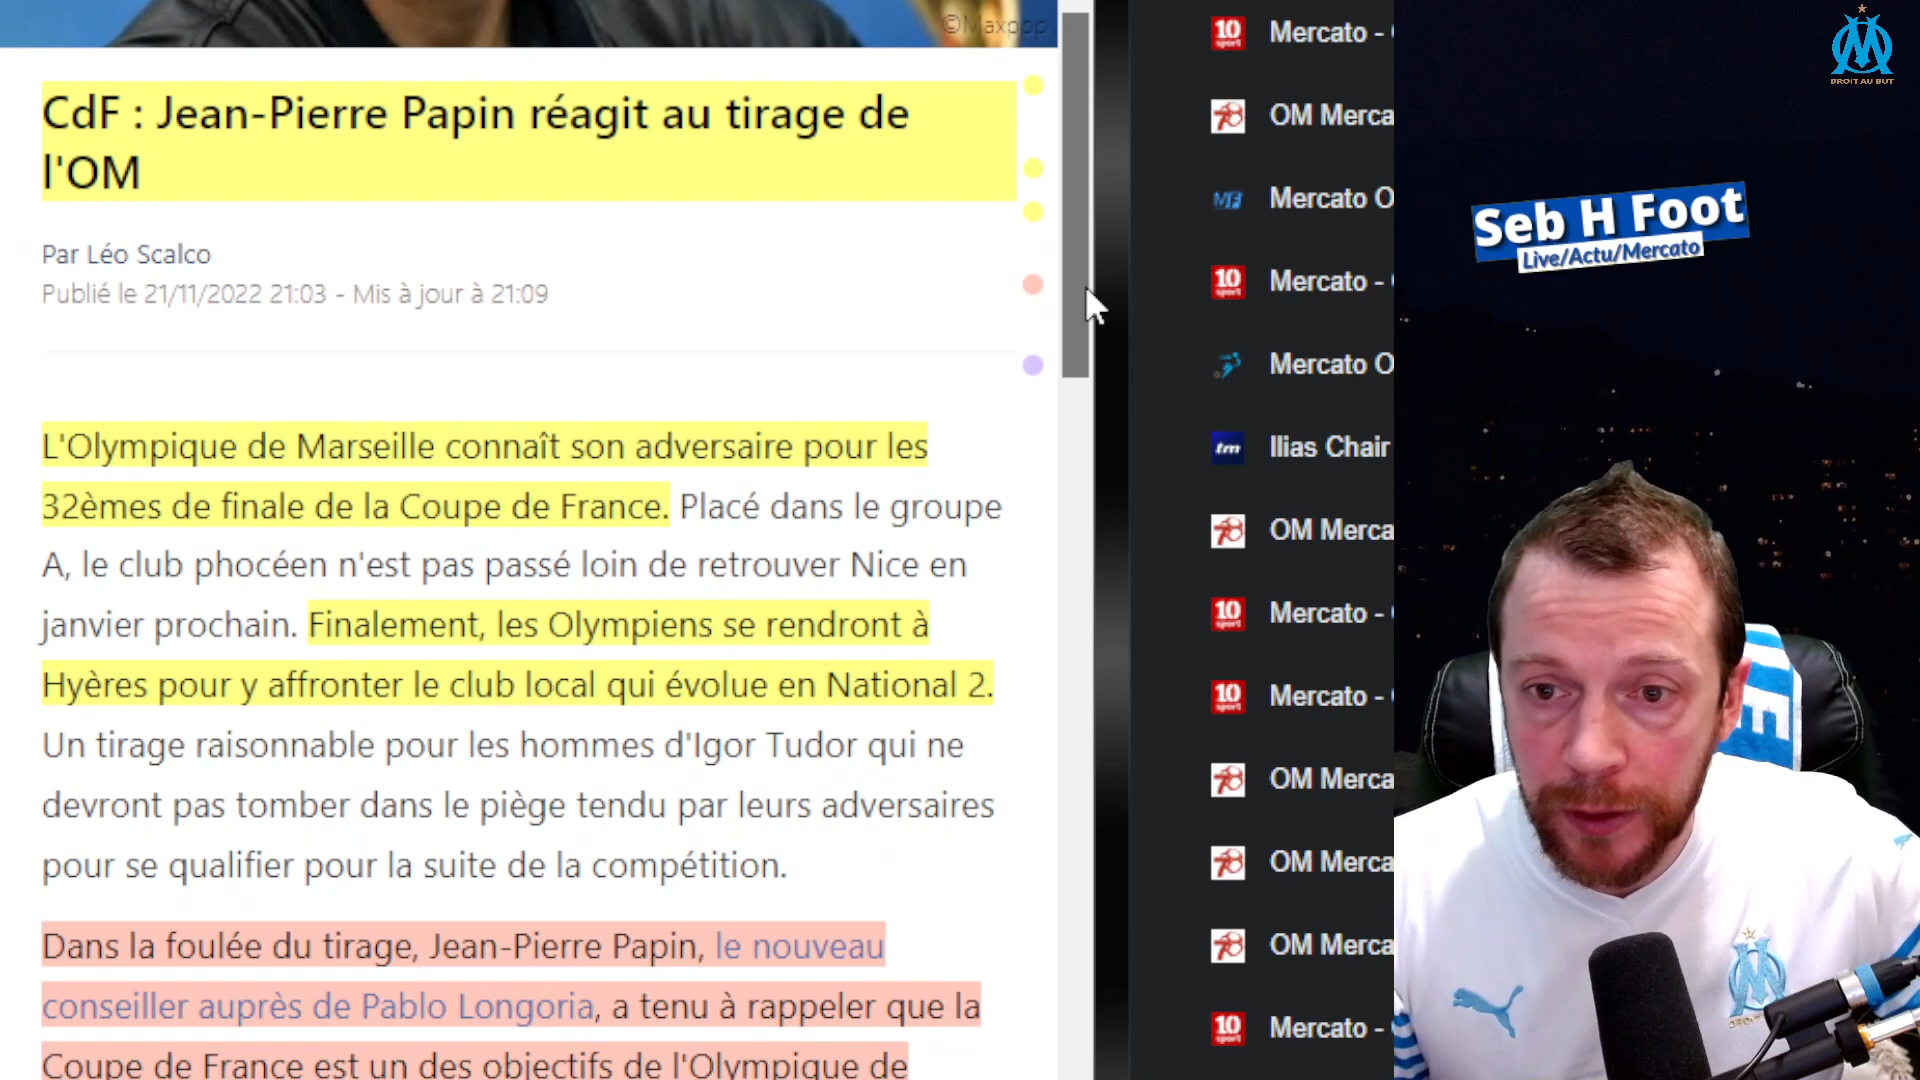 ©Maxppp
CdF : Jean-Pierre Papin réagit au tirage de
l'OM
Par Léo Scalco
Publié le 21/11/2022 21:03 - Mis à jour à 21:09
L'Olympique de Marseille connaît son adversaire pour les
32èmes de finale de la Coupe de France. Placé dans le groupe
A, le club phocéen n'est pas passé loin de retrouver Nice en
janvier prochain. Finalement, les Olympiens se rendront à
Hyères pour y affronter le club local qui évolue en National 2.
Un tirage raisonnable pour les hommes d'Igor Tudor qui ne
devront pas tomber dans le piège tendu par leurs adversaires
pour se qualifier pour la suite de la compétition.
Dans la foulée du tirage, Jean-Pierre Papin, le nouveau
conseiller auprès de Pablo Longoria, a tenu à rappeler que la
Coupe de France est un des objectifs de l'Olympique de
10 sport Mercato -
OM Merca
MF Mercato O
10 sport Mercato -
Mercato O
tm Ilias Chair
OM Merca
10 sport Mercato -
10 sport Mercato -
OM Merca
OM Merca
OM Merca
10 sport Mercato -
DROIT AU BUT
Seb H Foot
Live/Actu/Mercato